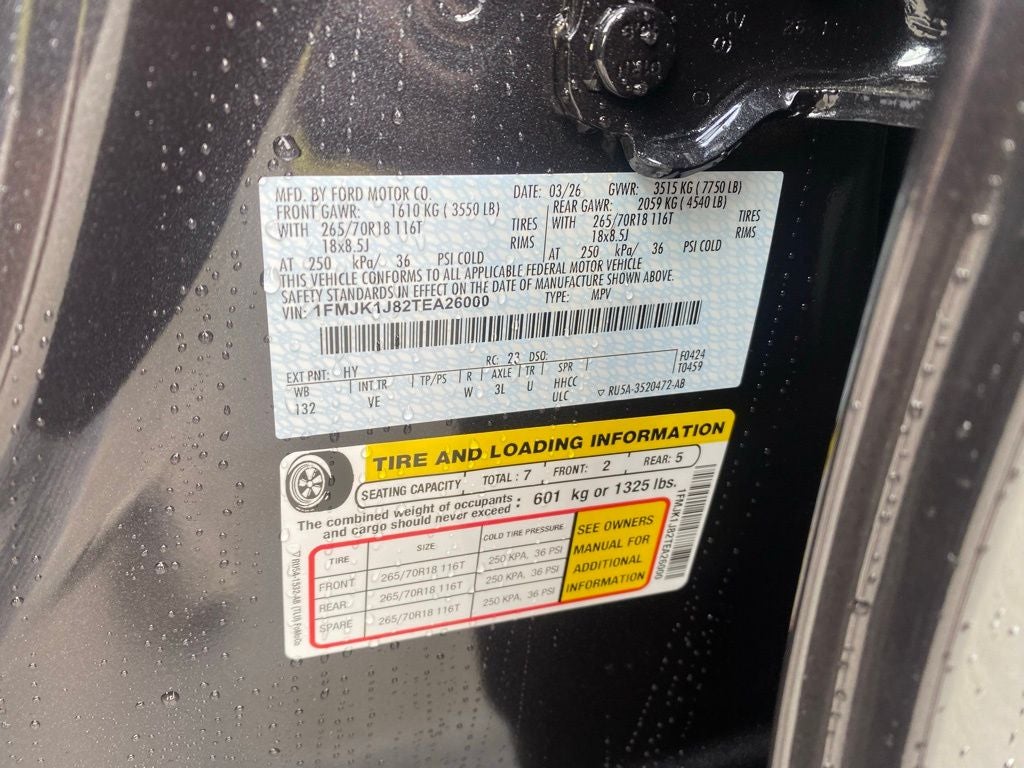 MFD. BY FORD MOTOR CO. DATE: 03/26 GVWR: 3515 KG ( 7750 LB)
FRONT GAWR: 1610 KG ( 3550 LB) REAR GAWR: 2059 KG ( 4540 LB)
WITH 265/70R18 116T TIRES WITH 265/70R18 116T TIRES
18x8.5J RIMS 18x8.5J RIMS
AT 250 kPa/ 36 PSI COLD AT 250 kPa/ 36 PSI COLD
THIS VEHICLE CONFORMS TO ALL APPLICABLE FEDERAL MOTOR VEHICLE
SAFETY STANDARDS IN EFFECT ON THE DATE OF MANUFACTURE SHOWN ABOVE.
VIN: 1FMJK1J82TEA26000 TYPE: MPV
EXT PNT: HY RC: 23 DSO: F0424
WB INT TR TP/PS R AXLE TR SPR T0459
132 VE W 3L U HHCC
ULC ▽ RU5A-3520472-AB
TIRE AND LOADING INFORMATION
SEATING CAPACITY TOTAL : 7 FRONT: 2 REAR: 5
The combined weight of occupants and cargo should never exceed : 601 kg or 1325 lbs.
TIRE SIZE COLD TIRE PRESSURE
FRONT 265/70R18 116T 250 KPA, 36 PSI
REAR 265/70R18 116T 250 KPA, 36 PSI
SPARE 265/70R18 116T 250 KPA, 36 PSI
SEE OWNERS
MANUAL FOR
ADDITIONAL
INFORMATION
1FMJK1J82TEA26000